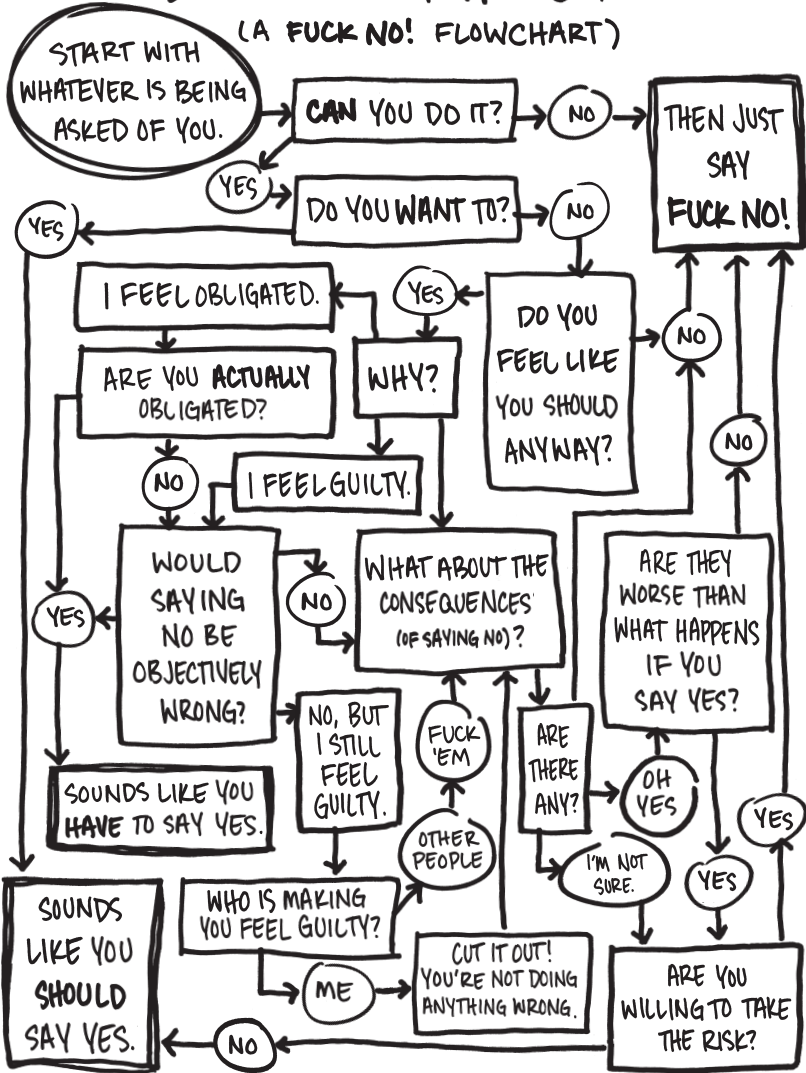 (A FUCK NO! FLOWCHART)
START WITH
WHATEVER IS BEING
ASKED OF YOU.
CAN YOU DO IT?
NO
THEN JUST
SAY
FUCK NO!
YES
DO YOU WANT TO?
NO
YES
I FEEL OBLIGATED.
YES
DO YOU
FEEL LIKE
YOU SHOULD
ANYWAY?
NO
WHY?
ARE YOU ACTUALLY
OBLIGATED?
NO
I FEEL GUILTY.
NO
WOULD
SAYING
NO BE
OBJECTIVELY
WRONG?
NO
YES
WHAT ABOUT THE
CONSEQUENCES
(OF SAYING NO)?
ARE THEY
WORSE THAN
WHAT HAPPENS
IF YOU
SAY YES?
NO, BUT
I STILL
FEEL
GUILTY.
FUCK
'EM
ARE
THERE
ANY?
OH
YES
SOUNDS LIKE YOU
HAVE TO SAY YES.
OTHER
PEOPLE
I'M NOT
SURE.
YES
YES
SOUNDS
LIKE YOU
SHOULD
SAY YES.
WHO IS MAKING
YOU FEEL GUILTY?
ME
CUT IT OUT!
YOU'RE NOT DOING
ANYTHING WRONG.
ARE YOU
WILLING TO TAKE
THE RISK?
NO